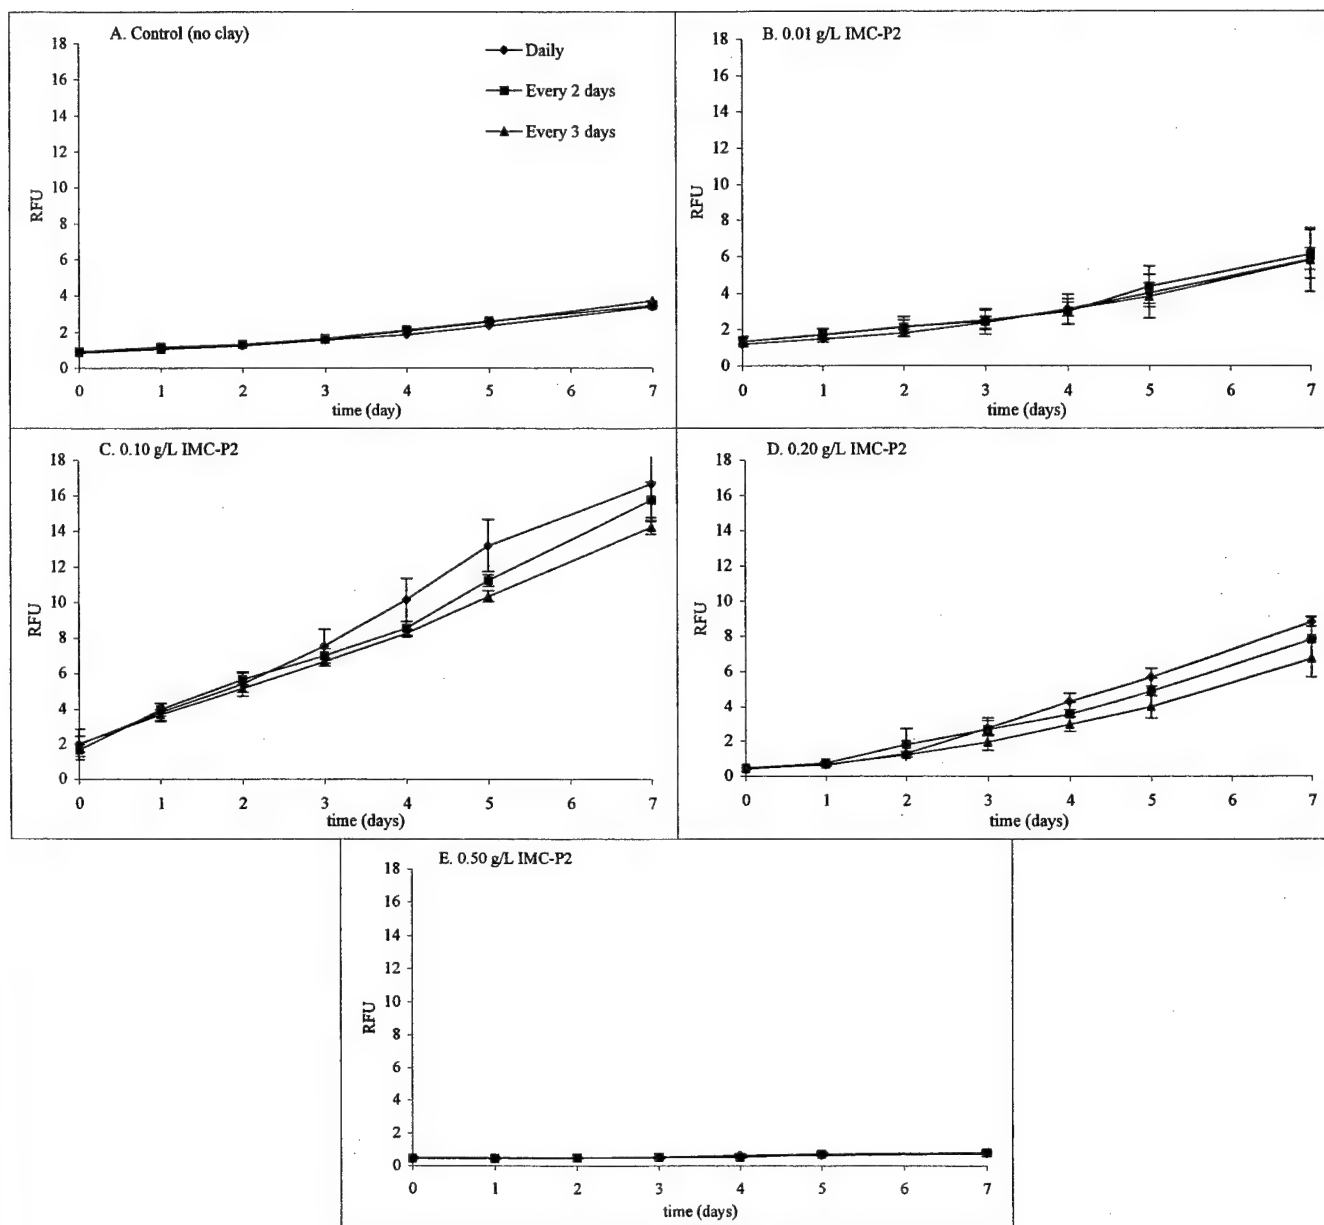 A. Control (no clay)
Daily
Every 2 days
Every 3 days
18
16
14
12
10
8
6
4
2
0
RFU
0 1 2 3 4 5 6 7
time (day)
B. 0.01 g/L IMC-P2
18
16
14
12
10
8
6
4
2
0
RFU
0 1 2 3 4 5 6 7
time (days)
C. 0.10 g/L IMC-P2
18
16
14
12
10
8
6
4
2
0
RFU
0 1 2 3 4 5 6 7
time (days)
D. 0.20 g/L IMC-P2
18
16
14
12
10
8
6
4
2
0
RFU
0 1 2 3 4 5 6 7
time (days)
E. 0.50 g/L IMC-P2
18
16
14
12
10
8
6
4
2
0
RFU
0 1 2 3 4 5 6 7
time (days)